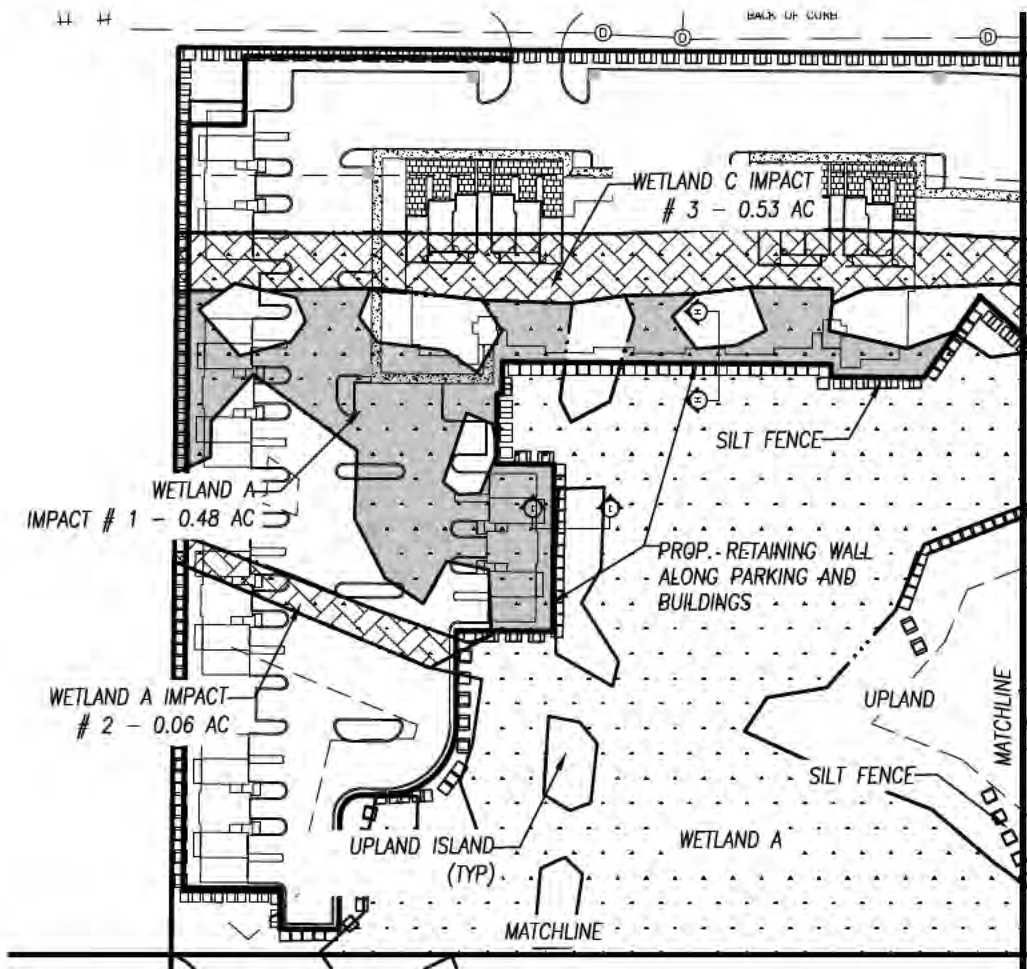 BACK OF CURB
D
D
D
WETLAND C IMPACT
# 3 - 0.53 AC
H
H
SILT FENCE
WETLAND A
IMPACT # 1 - 0.48 AC
PROP. RETAINING WALL
ALONG PARKING AND
BUILDINGS
WETLAND A IMPACT
# 2 - 0.06 AC
UPLAND
MATCHLINE
SILT FENCE
UPLAND ISLAND
(TYP)
WETLAND A
MATCHLINE